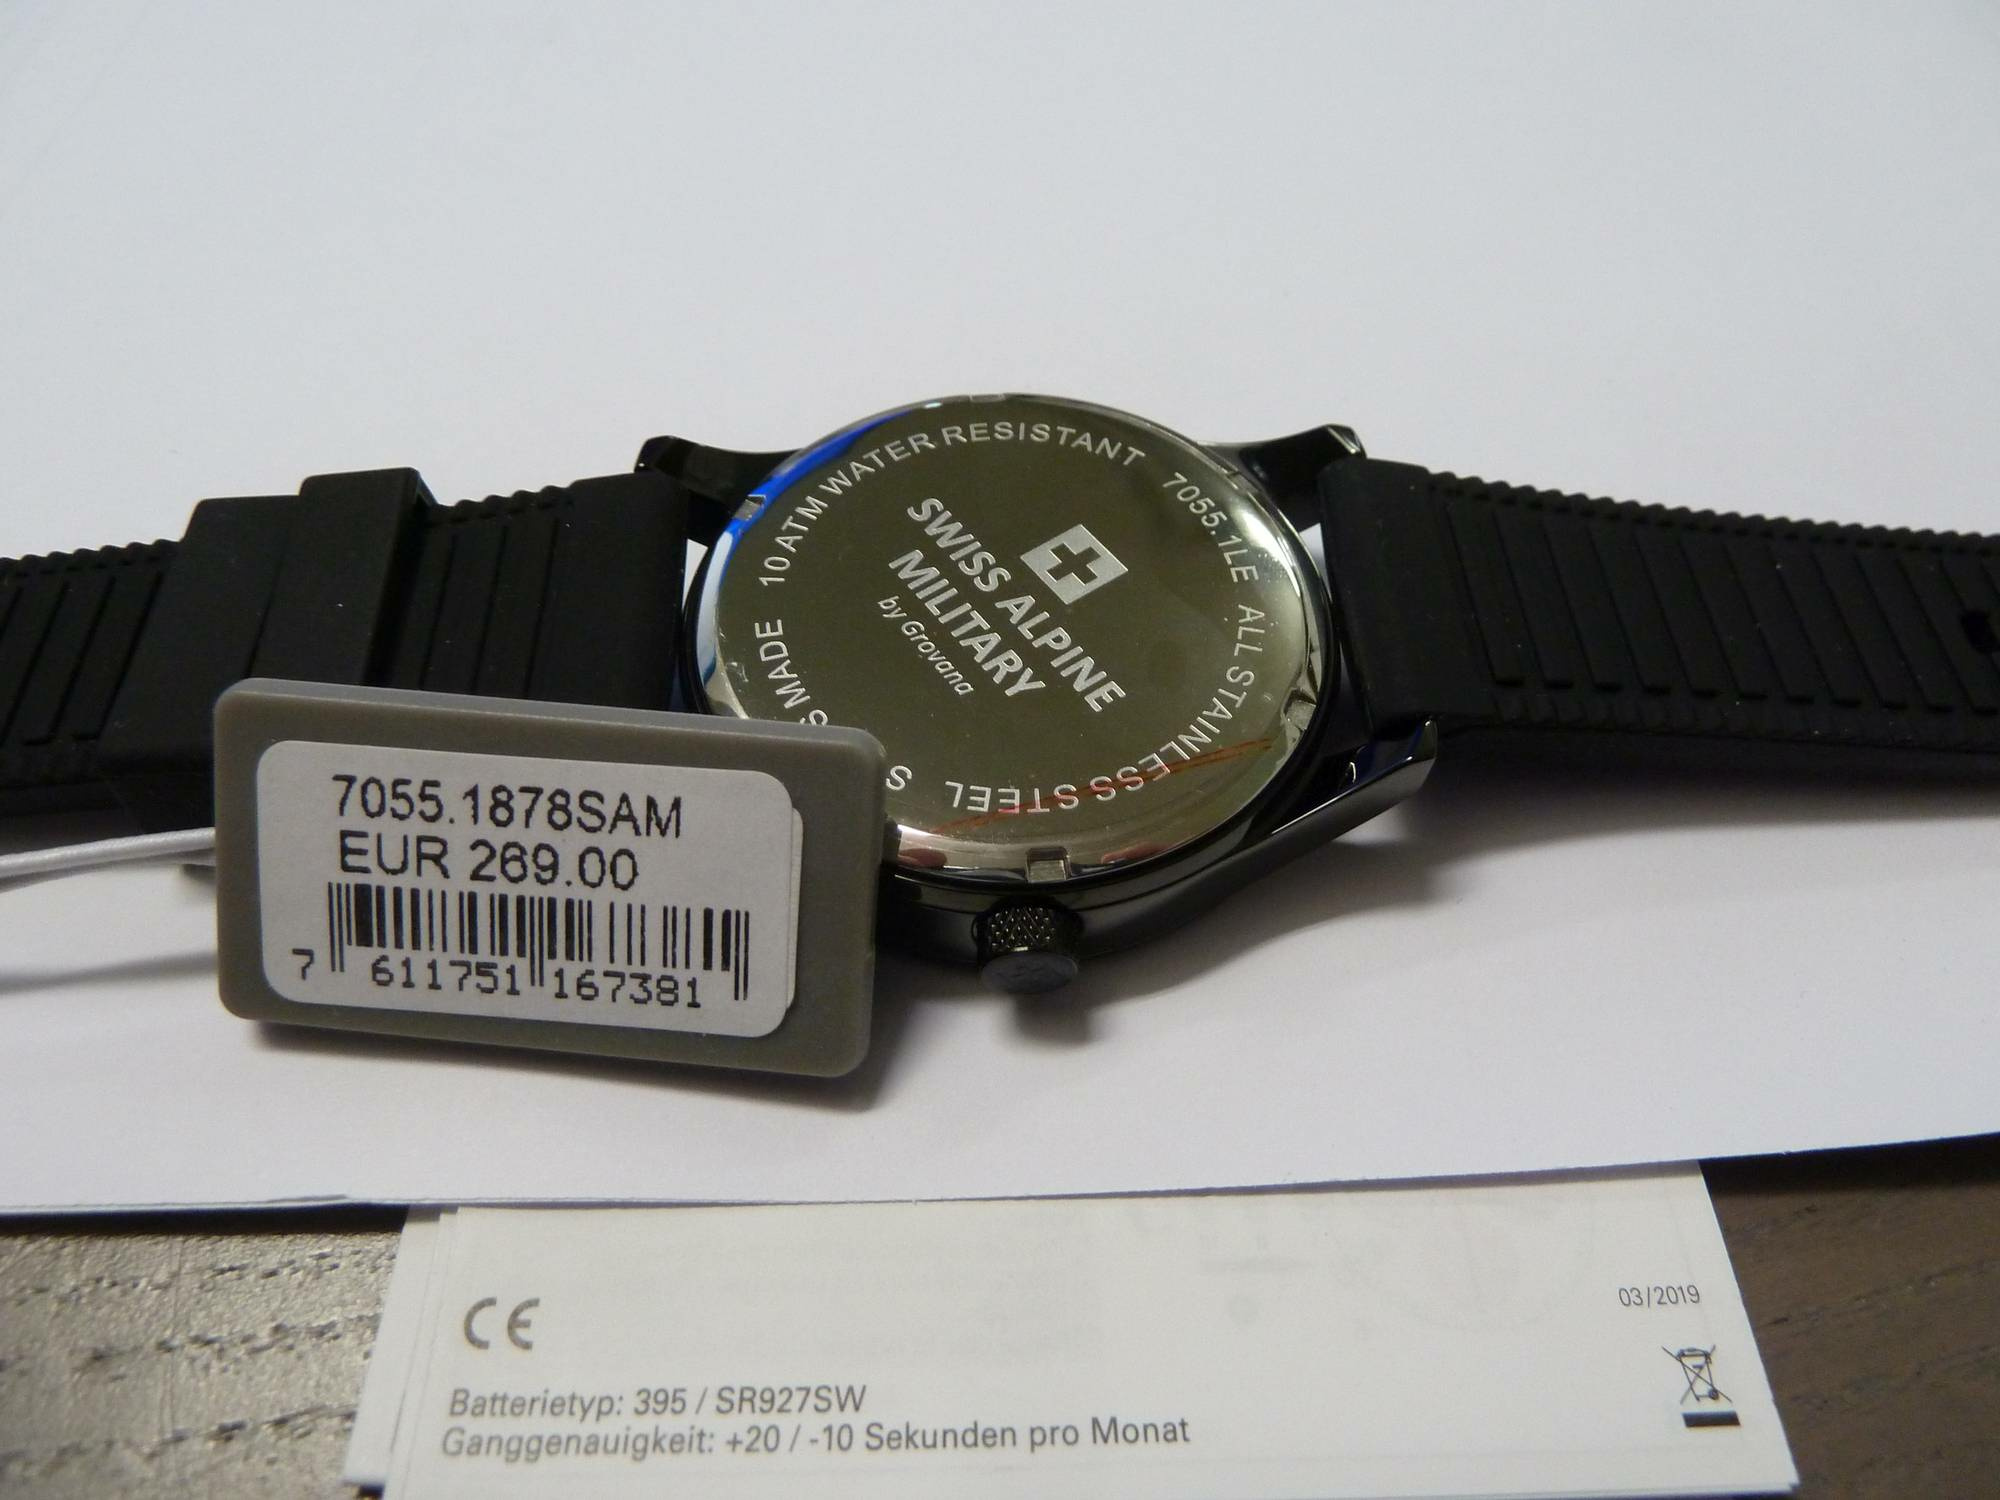 10 ATM WATER RESISTANT
7055.1LE
ALL STAINLESS STEEL
MADE
SWISS ALPINE
MILITARY
by Grovana
7055.1878SAM
EUR 269.00
7 611751 167381
CE
03/2019
Batterietyp: 395 / SR927SW
Ganggenauigkeit: +20 / -10 Sekunden pro Monat